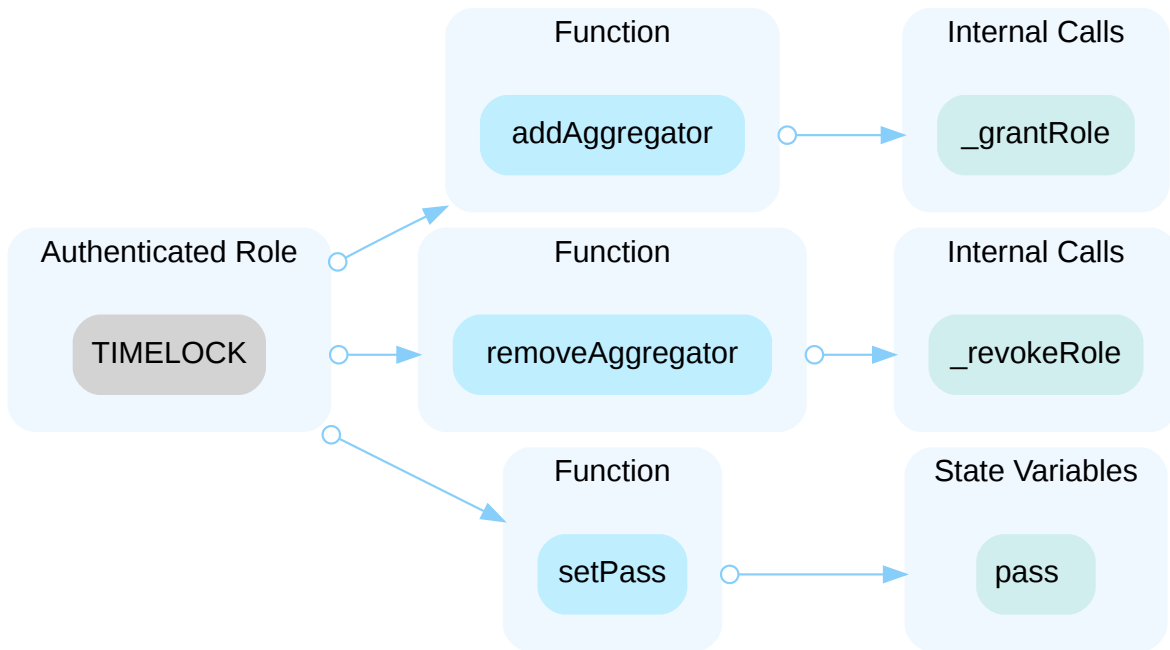 Function
addAggregator
Internal Calls
_grantRole
Authenticated Role
TIMELOCK
Function
removeAggregator
Internal Calls
_revokeRole
Function
setPass
State Variables
pass